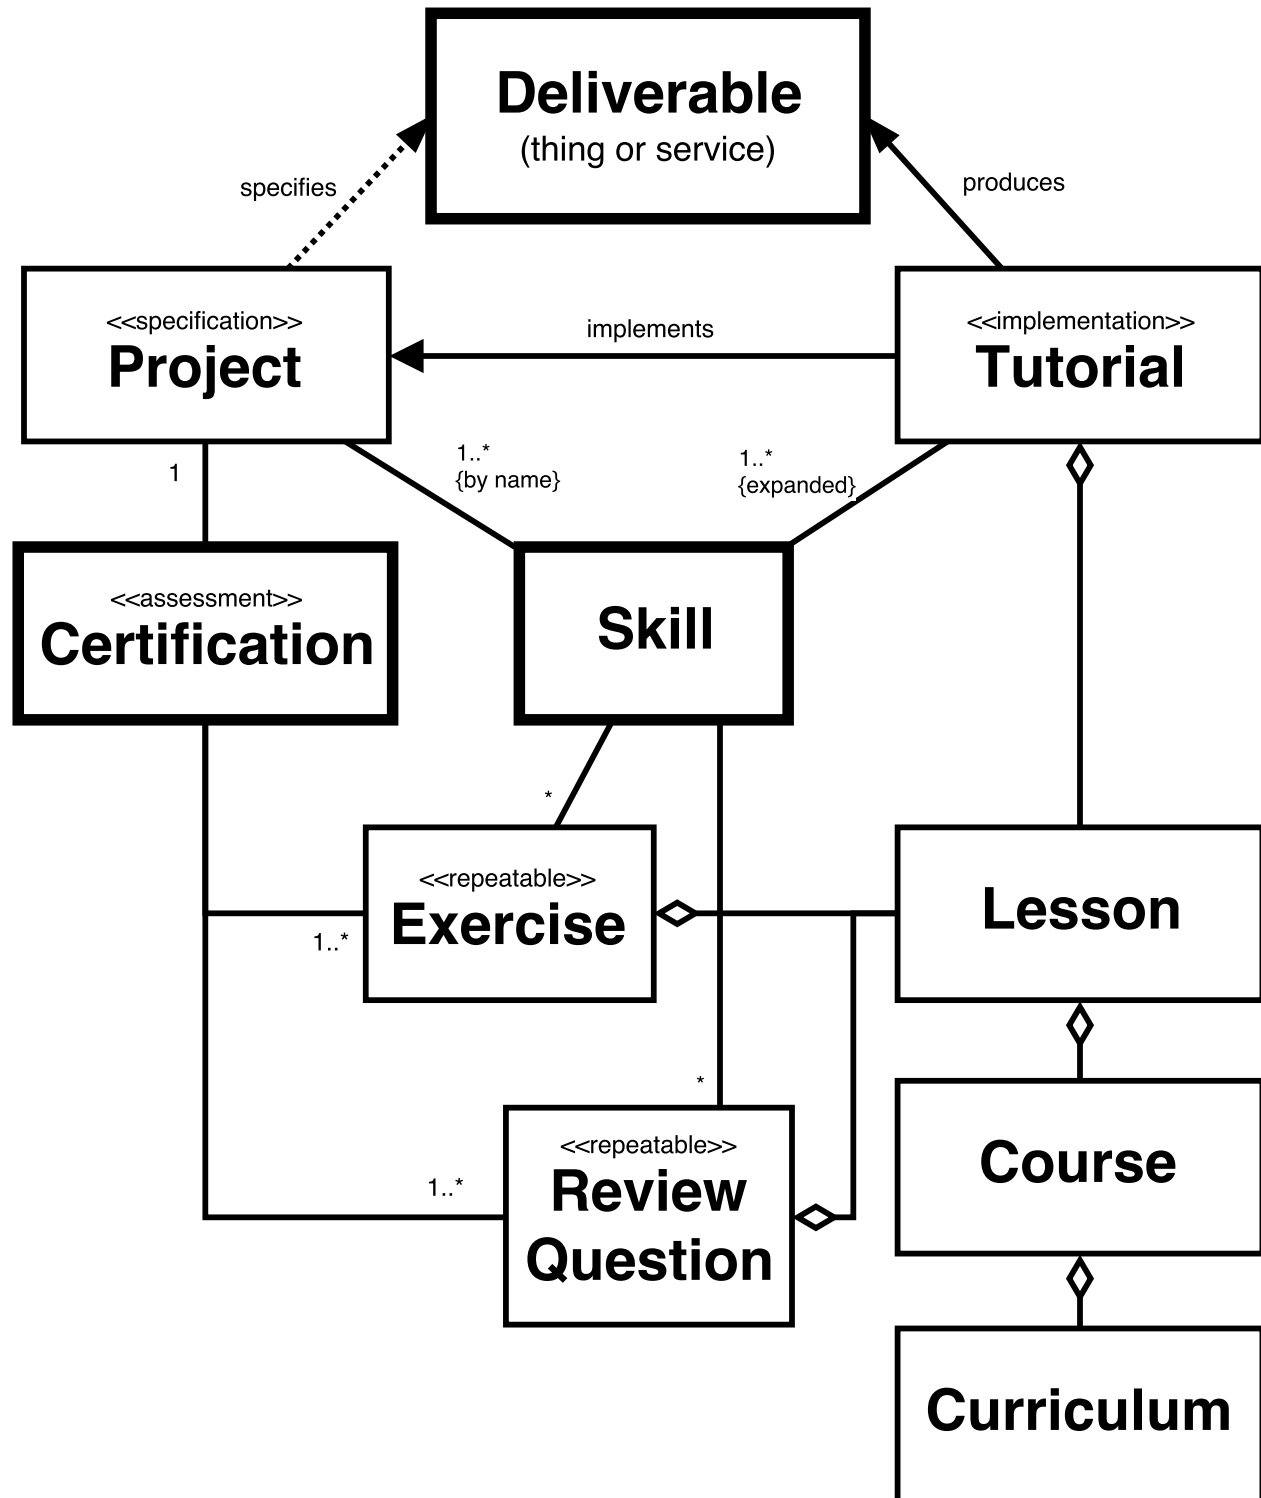 Deliverable
(thing or service)
specifies
produces
<<specification>>
Project
implements
<<implementation>>
Tutorial
1
1..*
{by name}
1..*
{expanded}
<<assessment>>
Certification
Skill
*
<<repeatable>>
Exercise
1..*
Lesson
*
<<repeatable>>
Review
Question
1..*
Course
Curriculum